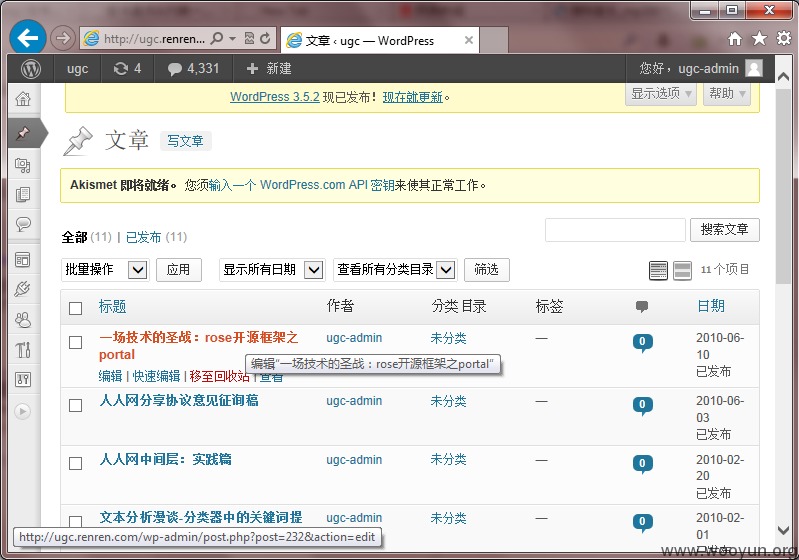 http://ugc.renren...
文章 ‹ ugc — WordPress
ugc 4 4,331 新建 您好，ugc-admin
WordPress 3.5.2 现已发布！现在就更新。
显示选项 帮助
文章 写文章
Akismet 即将就绪。 您须输入一个 WordPress.com API 密钥来使其正常工作。
全部 (11) | 已发布 (11)
搜索文章
批量操作 应用 显示所有日期 查看所有分类目录 筛选 11 个项目
标题 作者 分类目录 标签 日期
一场技术的圣战：rose开源框架之portal ugc-admin 未分类 — 0 2010-06-10 已发布
编辑 | 快速编辑 | 移至回收站 | 查看
编辑“一场技术的圣战：rose开源框架之portal”
人人网分享协议意见征询稿 ugc-admin 未分类 — 0 2010-06-03 已发布
人人网中间层：实践篇 ugc-admin 未分类 — 0 2010-02-20 已发布
文本分析漫谈-分类器中的关键词提 ugc-admin 未分类 — 0 2010-02-01 已发布
http://ugc.renren.com/wp-admin/post.php?post=232&action=edit
www.wooyun.org